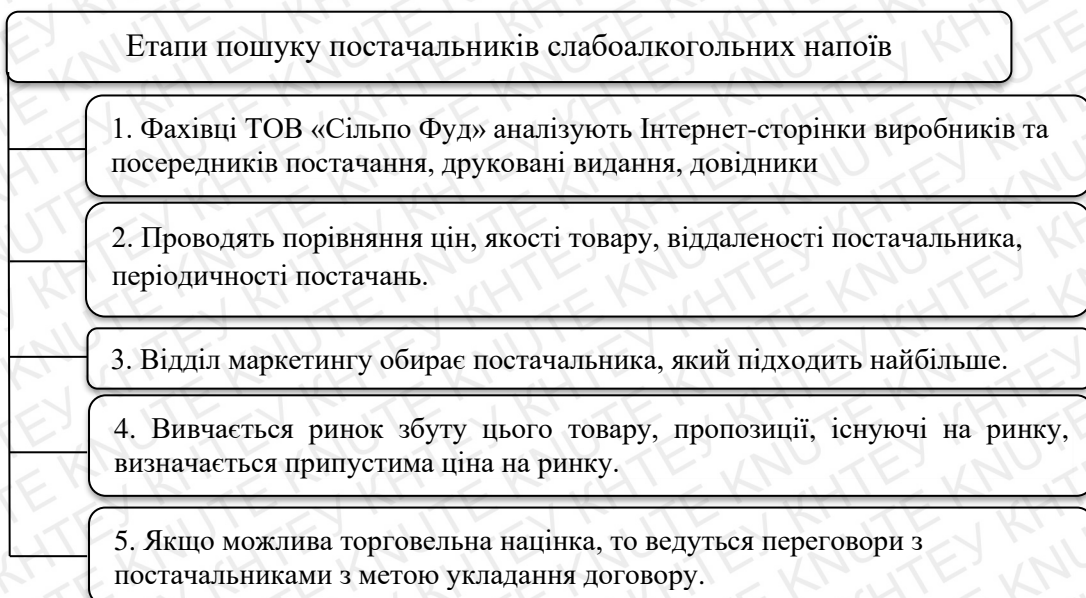 Етапи пошуку постачальників слабоалкогольних напоїв
1. Фахівці ТОВ «Сільпо Фуд» аналізують Інтернет-сторінки виробників та
посередників постачання, друковані видання, довідники
2. Проводять порівняння цін, якості товару, віддаленості постачальника,
періодичності постачань.
3. Відділ маркетингу обирає постачальника, який підходить найбільше.
4. Вивчається ринок збуту цього товару, пропозиції, існуючі на ринку,
визначається припустима ціна на ринку.
5. Якщо можлива торговельна націнка, то ведуться переговори з
постачальниками з метою укладання договору.